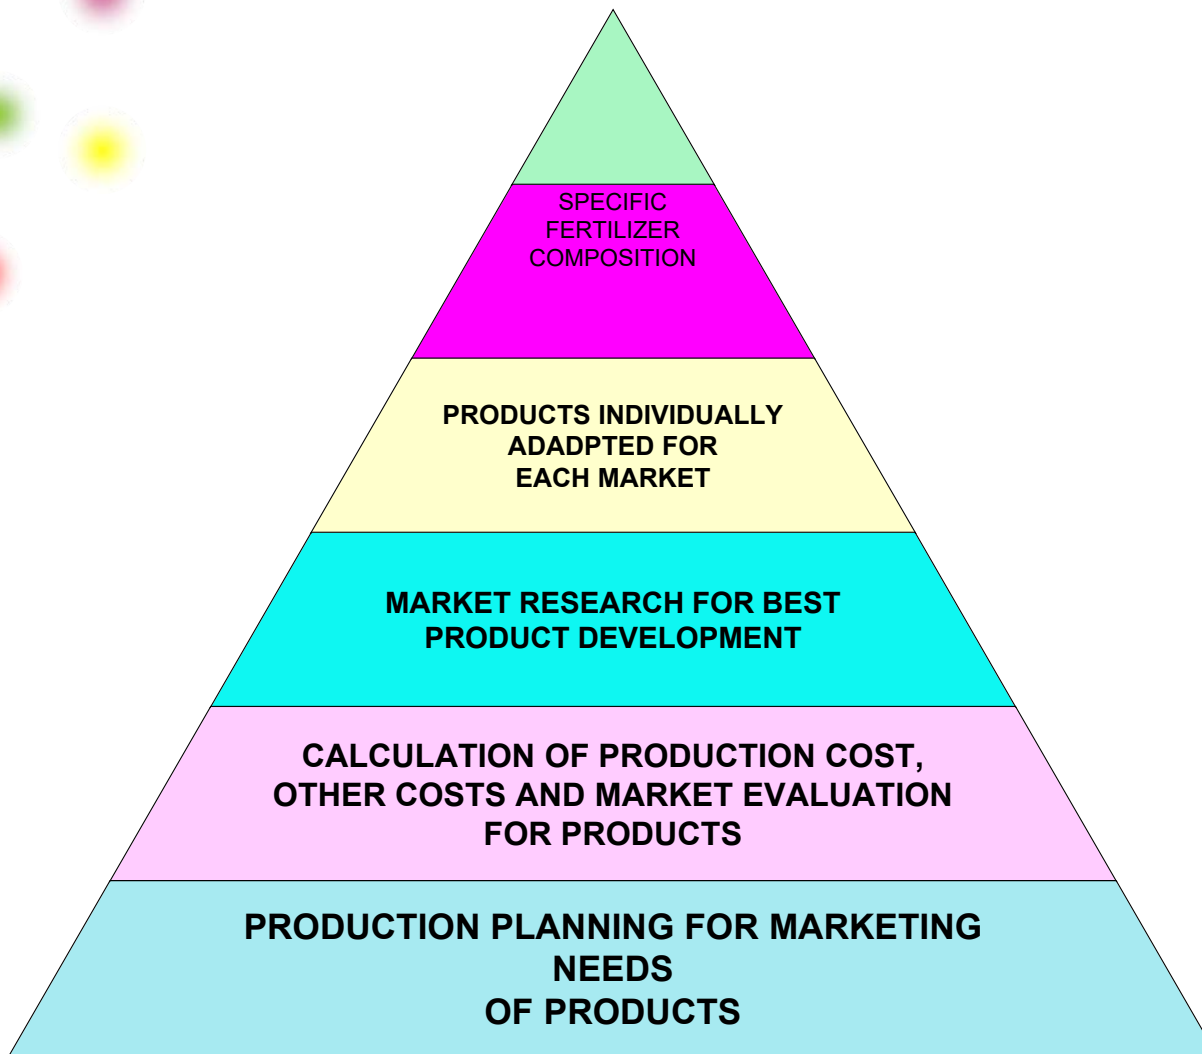 SPECIFIC
FERTILIZER
COMPOSITION
PRODUCTS INDIVIDUALLY
ADADPTED FOR
EACH MARKET
MARKET RESEARCH FOR BEST
PRODUCT DEVELOPMENT
CALCULATION OF PRODUCTION COST,
OTHER COSTS AND MARKET EVALUATION
FOR PRODUCTS
PRODUCTION PLANNING FOR MARKETING
NEEDS
OF PRODUCTS